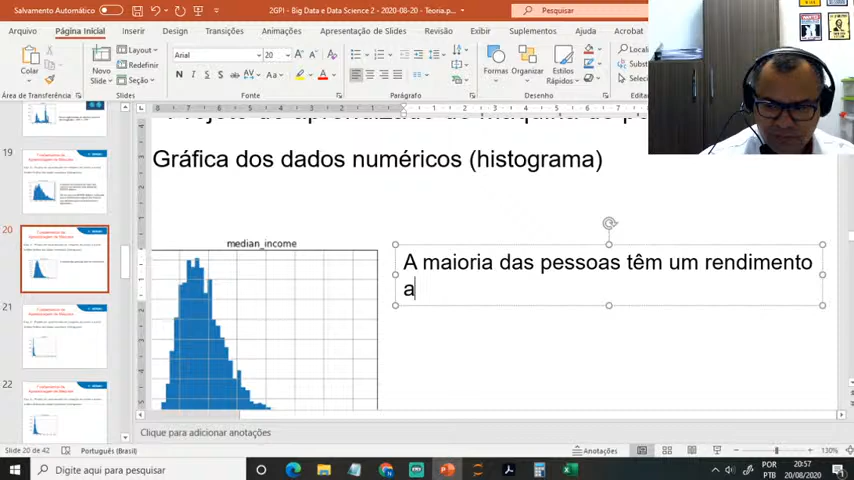 Salvamento Automático
2GPI - Big Data e Data Science 2 - 2020-08-20 - Teoria.p...
Pesquisar
Arquivo
Página Inicial
Inserir
Design
Transições
Animações
Apresentação de Slides
Revisão
Exibir
Suplementos
Ajuda
Acrobat
Colar
Novo Slide
Layout
Redefinir
Seção
Arial
20
N
I
S
Formas
Organizar
Estilos Rápidos
Área de Transferência
Slides
Fonte
Parágrafo
Desenho
Gráfica dos dados numéricos (histograma)
median_income
A maioria das pessoas têm um rendimento
a
19
20
21
22
Clique para adicionar anotações
Slide 20 de 42
Português (Brasil)
Anotações
130%
Digite aqui para pesquisar
POR
PTB
20:57
20/08/2020